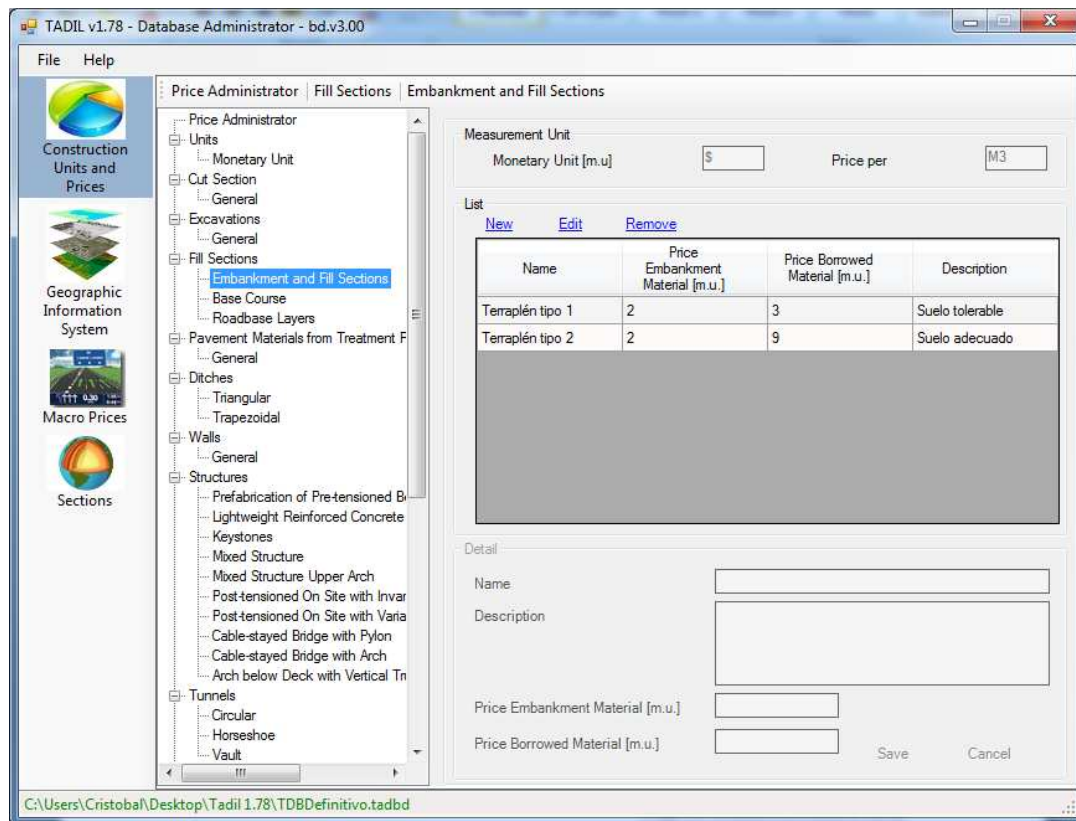 TADIL v1.78 - Database Administrator - bd.v3.00
File Help
Construction
Units and
Prices
Geographic
Information
System
Macro Prices
Sections
Price Administrator Fill Sections Embankment and Fill Sections
Price Administrator
Units
Monetary Unit
Cut Section
General
Excavations
General
Fill Sections
Embankment and Fill Sections
Base Course
Roadbase Layers
Pavement Materials from Treatment P
General
Ditches
Triangular
Trapezoidal
Walls
General
Structures
Prefabrication of Pre-tensioned B
Lightweight Reinforced Concrete
Keystones
Mixed Structure
Mixed Structure Upper Arch
Post-tensioned On Site with Invar
Post-tensioned On Site with Varia
Cable-stayed Bridge with Pylon
Cable-stayed Bridge with Arch
Arch below Deck with Vertical Tr
Tunnels
Circular
Horseshoe
Vault
Measurement Unit
Monetary Unit [m.u] $ Price per M3
List
New Edit Remove
Name Price Embankment Material [m.u.] Price Borrowed Material [m.u.] Description
Terraplén tipo 1 2 3 Suelo tolerable
Terraplén tipo 2 2 9 Suelo adecuado
Detail
Name
Description
Price Embankment Material [m.u.]
Price Borrowed Material [m.u.]
Save Cancel
C:\Users\Cristobal\Desktop\Tadil 1.78\TDBDefinitivo.tadbd